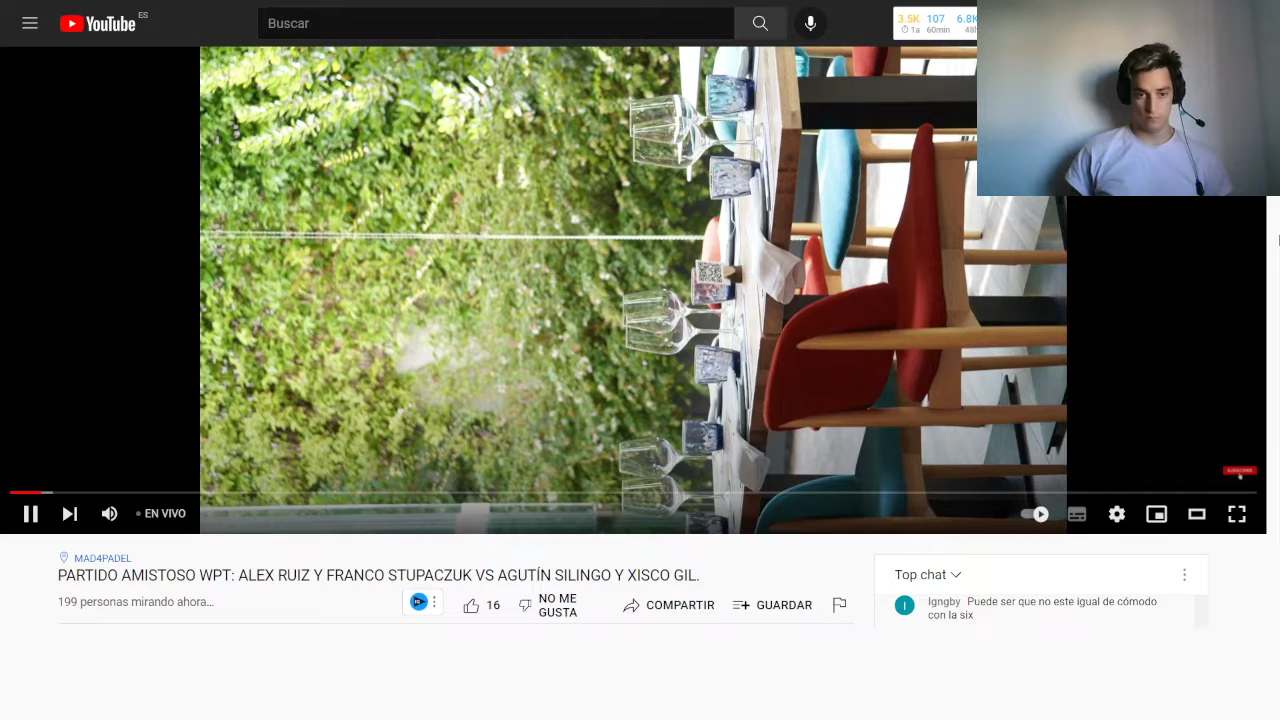 YouTube ES
Buscar
3.5K 107 6.8K
1a 60min 48h
SUBSCRIBE
EN VIVO
MAD4PADEL
PARTIDO AMISTOSO WPT: ALEX RUIZ Y FRANCO STUPACZUK VS AGUTÍN SILINGO Y XISCO GIL.
199 personas mirando ahora...
16
NO ME
GUSTA
COMPARTIR
GUARDAR
Top chat
I
Igngby Puede ser que no este igual de cómodo
con la six